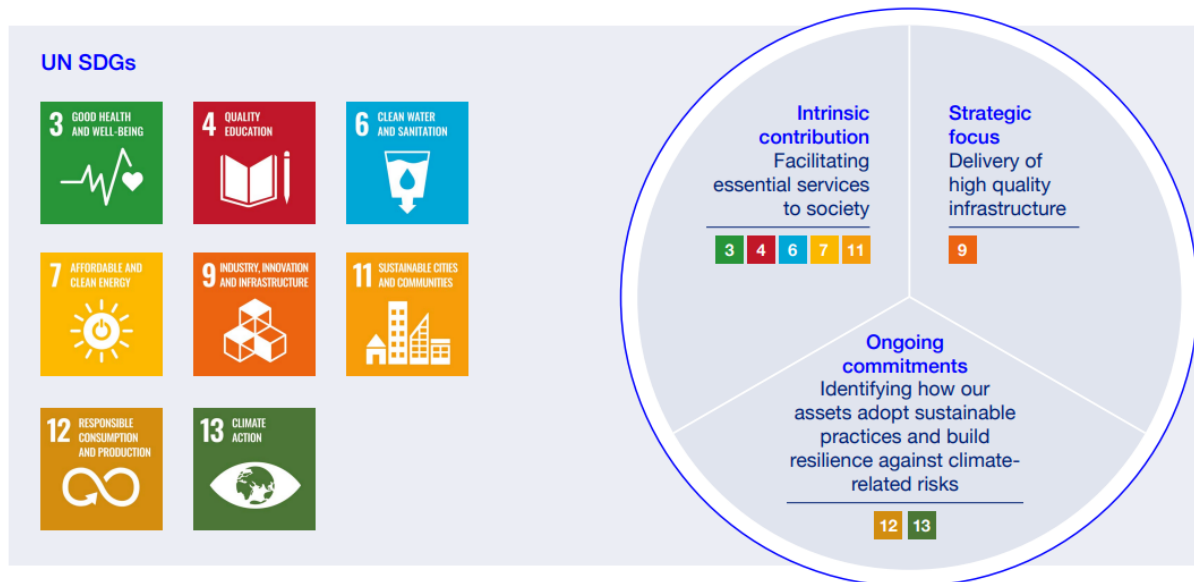 UN SDGs
3 GOOD HEALTH
AND WELL-BEING
4 QUALITY
EDUCATION
6 CLEAN WATER
AND SANITATION
7 AFFORDABLE AND
CLEAN ENERGY
9 INDUSTRY, INNOVATION
AND INFRASTRUCTURE
11 SUSTAINABLE CITIES
AND COMMUNITIES
12 RESPONSIBLE
CONSUMPTION
AND PRODUCTION
13 CLIMATE
ACTION
Intrinsic
contribution
Facilitating
essential services
to society
3 4 6 7 11
Strategic
focus
Delivery of
high quality
infrastructure
9
Ongoing
commitments
Identifying how our
assets adopt sustainable
practices and build
resilience against climate-
related risks
12 13